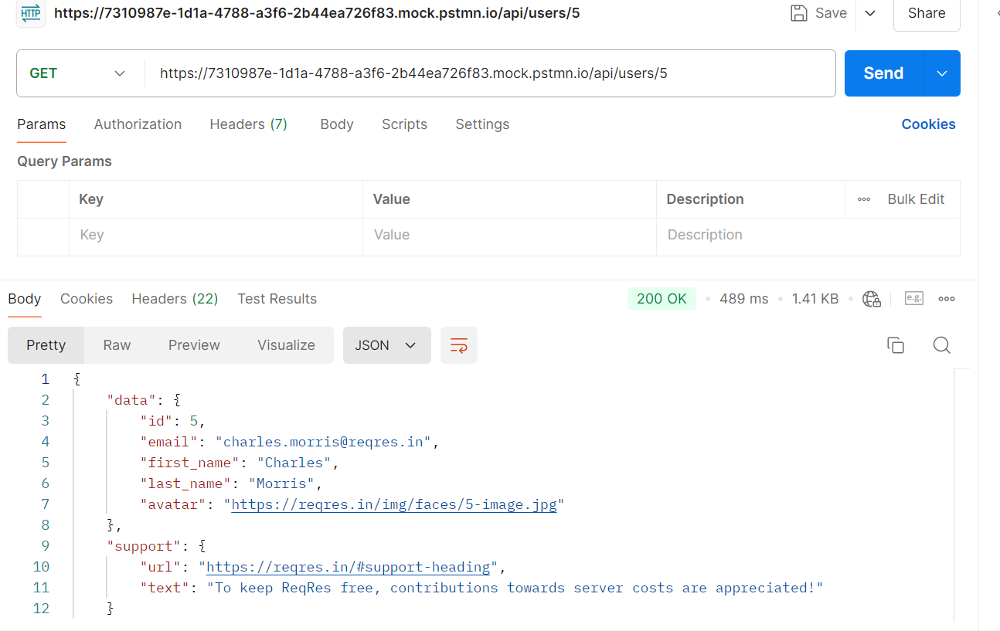 HTTP https://7310987e-1d1a-4788-a3f6-2b44ea726f83.mock.pstmn.io/api/users/5 Save Share
GET https://7310987e-1d1a-4788-a3f6-2b44ea726f83.mock.pstmn.io/api/users/5 Send
Params Authorization Headers (7) Body Scripts Settings Cookies
Query Params
Key Value Description Bulk Edit
Key Value Description
Body Cookies Headers (22) Test Results 200 OK 489 ms 1.41 KB e.g.
Pretty Raw Preview Visualize JSON
1 {
2 "data": {
3 "id": 5,
4 "email": "charles.morris@reqres.in",
5 "first_name": "Charles",
6 "last_name": "Morris",
7 "avatar": "https://reqres.in/img/faces/5-image.jpg"
8 },
9 "support": {
10 "url": "https://reqres.in/#support-heading",
11 "text": "To keep ReqRes free, contributions towards server costs are appreciated!"
12 }